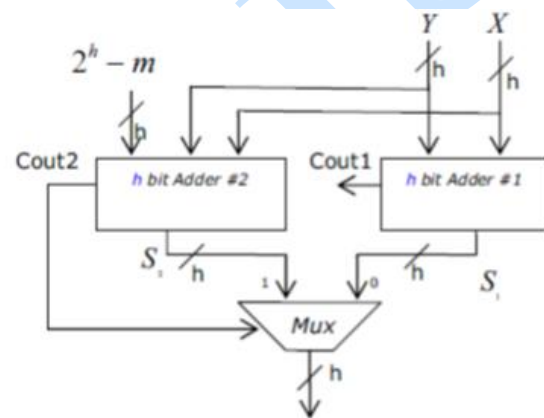 Y X
2^h − m
h h
h
Cout2 Cout1
h bit Adder #2 h bit Adder #1
S h h S
1 0
Mux
h